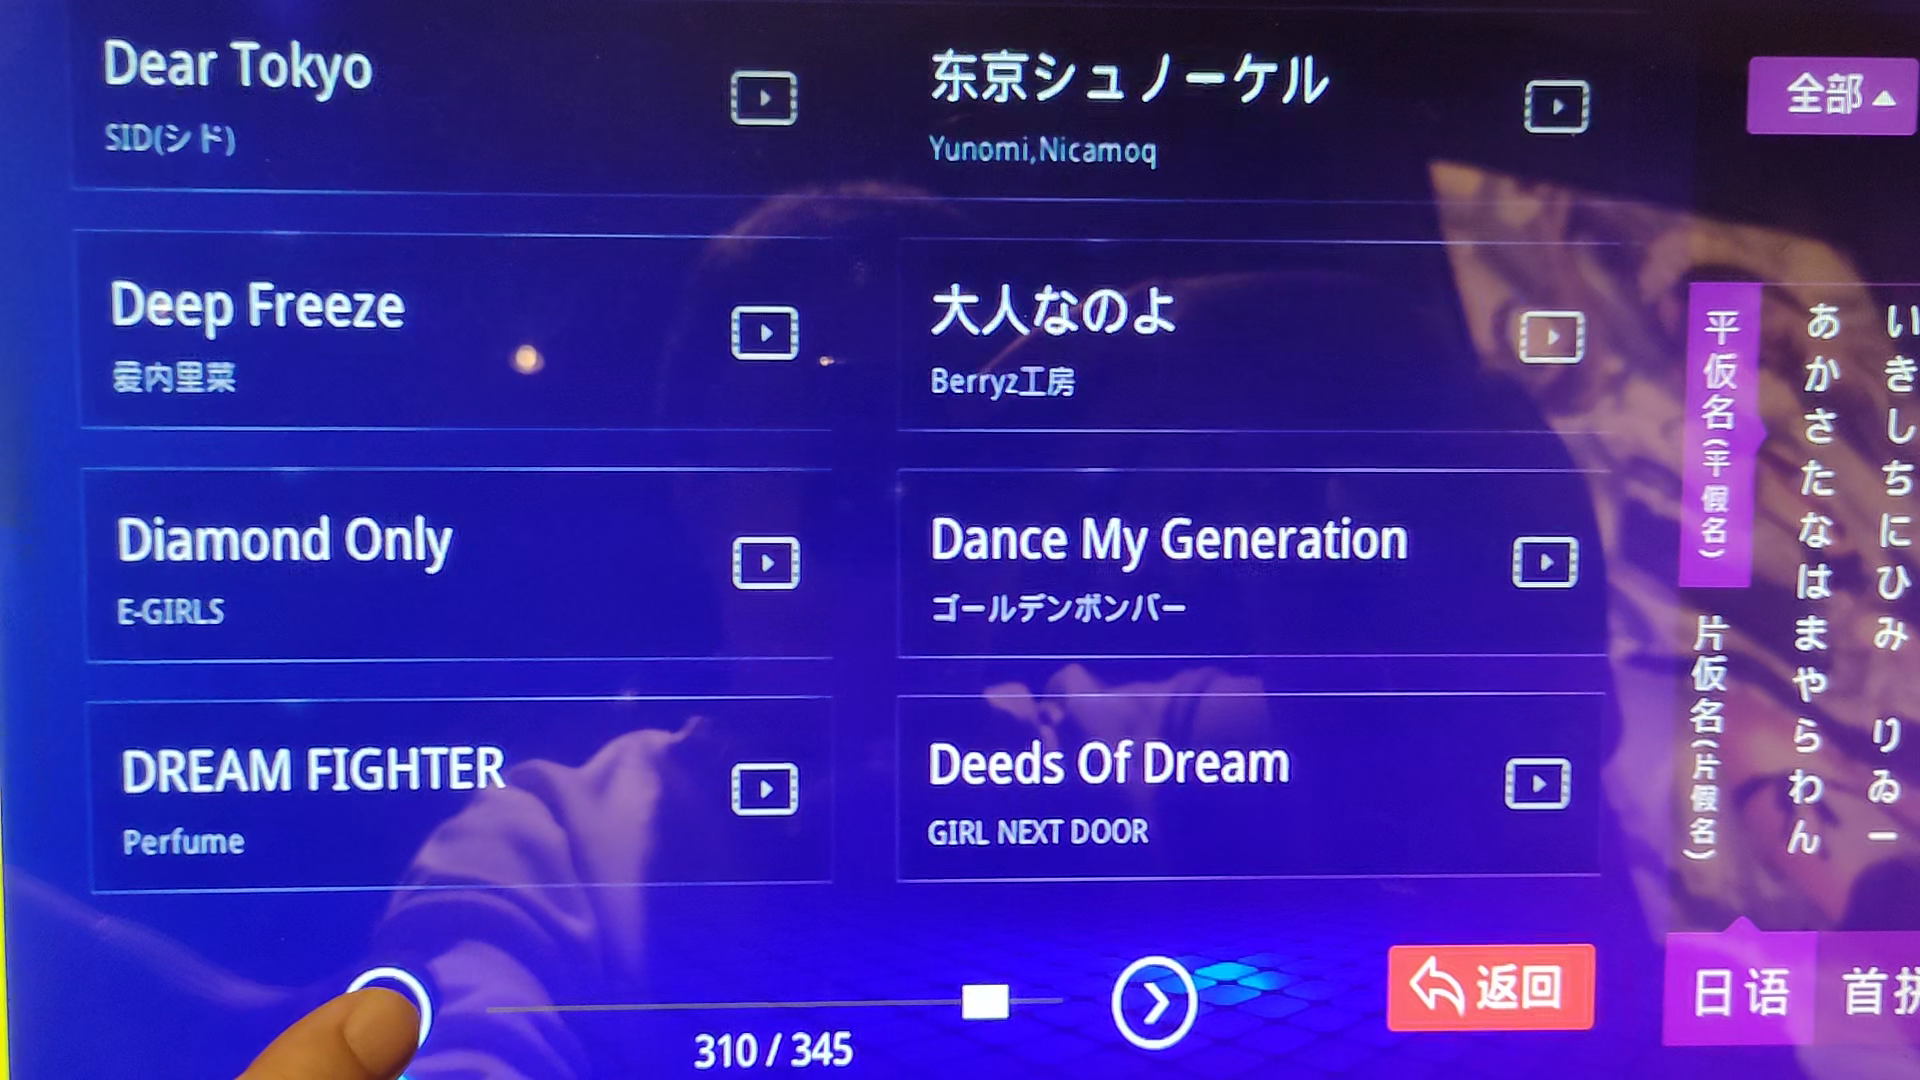 Dear Tokyo
SID(シド)
东京シュノーケル
Yunomi,Nicamoq
Deep Freeze
爱内里菜
大人なのよ
Berryz工房
Diamond Only
E-GIRLS
Dance My Generation
ゴールデンボンバー
DREAM FIGHTER
Perfume
Deeds Of Dream
GIRL NEXT DOOR
310 / 345
返回
全部
平仮名(平假名)
片仮名(片假名)
あかさたなはまやらわん
いきしちにひみ りゐー
日语
首拼